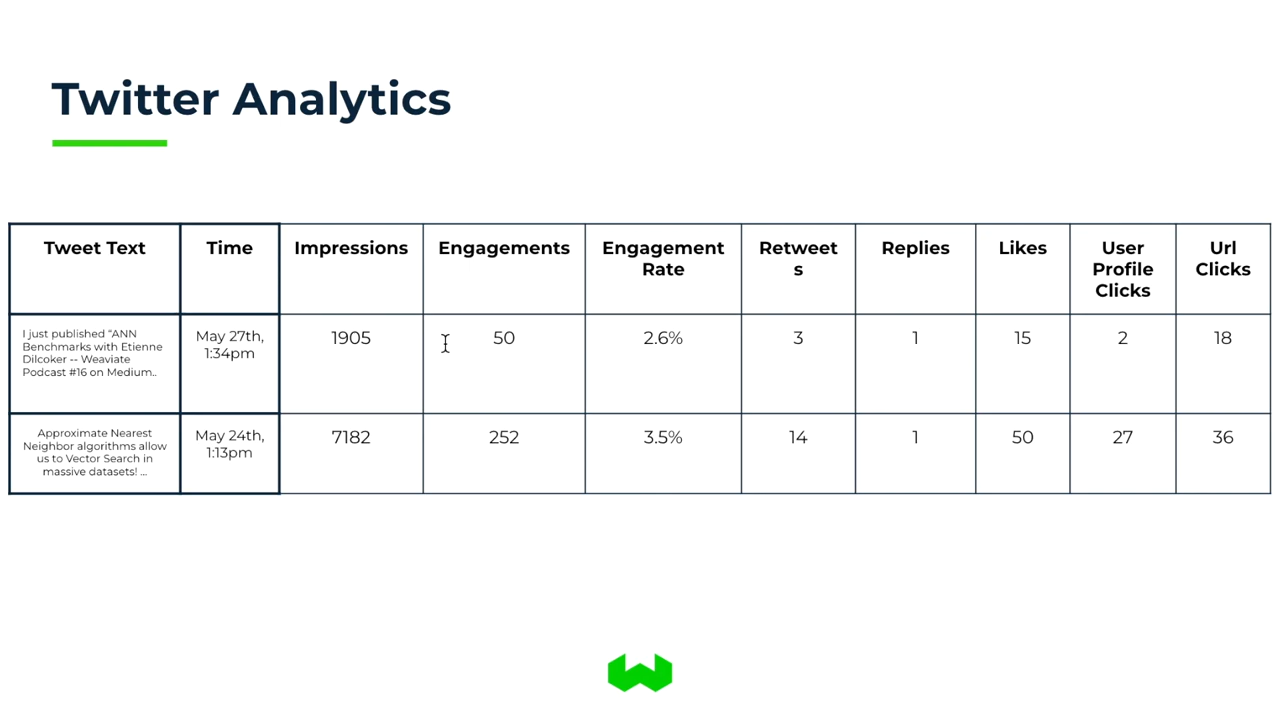 Twitter Analytics
Tweet Text
Time
Impressions
Engagements
Engagement
Rate
Retweet
s
Replies
Likes
User
Profile
Clicks
Url
Clicks
I just published “ANN
Benchmarks with Etienne
Dilcoker -- Weaviate
Podcast #16 on Medium..
May 27th,
1:34pm
1905
50
2.6%
3
1
15
2
18
Approximate Nearest
Neighbor algorithms allow
us to Vector Search in
massive datasets! ...
May 24th,
1:13pm
7182
252
3.5%
14
1
50
27
36